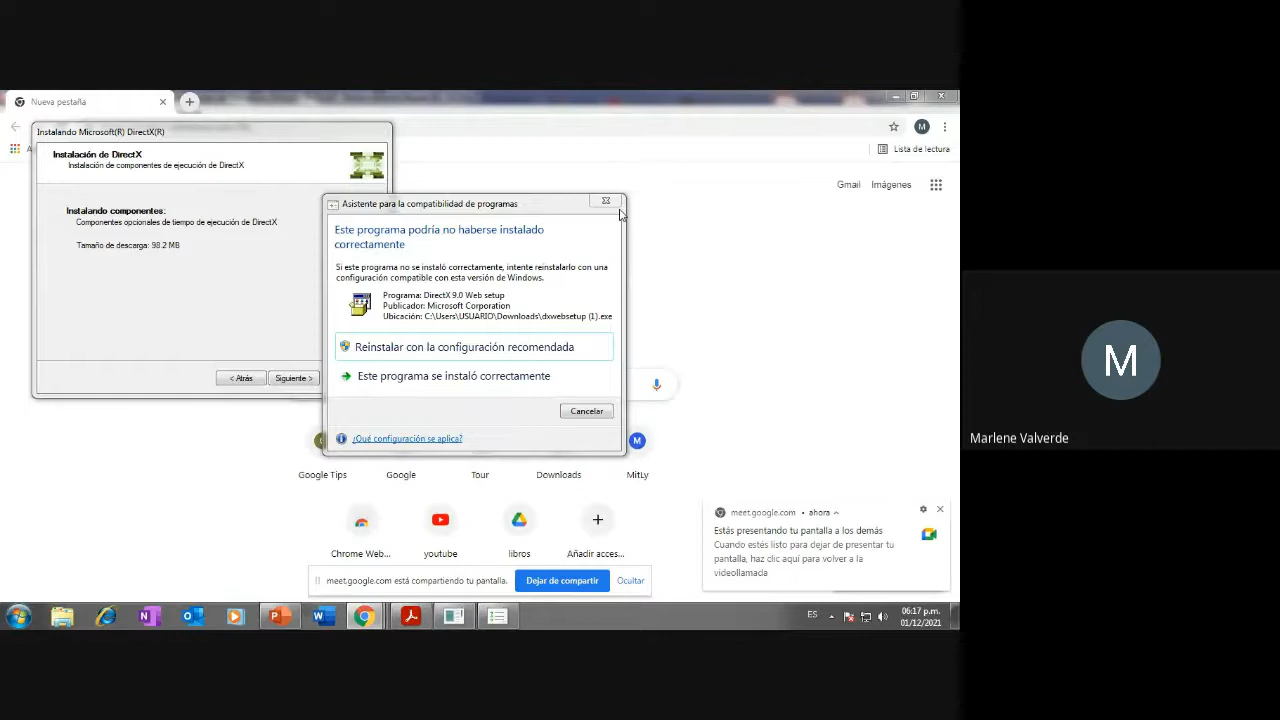 Nueva pestaña
Instalando Microsoft(R) DirectX(R)
Instalación de DirectX
Instalación de componentes de ejecución de DirectX
Instalando componentes:
Componentes opcionales de tiempo de ejecución de DirectX
Tamaño de descarga: 98.2 MB
< Atrás
Siguiente >
M
Lista de lectura
Gmail
Imágenes
Asistente para la compatibilidad de programas
Este programa podría no haberse instalado
correctamente
Si este programa no se instaló correctamente, intente reinstalarlo con una
configuración compatible con esta versión de Windows.
Programa: DirectX 9.0 Web setup
Publicador: Microsoft Corporation
Ubicación: C:\Users\USUARIO\Downloads\dxwebsetup (1).exe
Reinstalar con la configuración recomendada
Este programa se instaló correctamente
Cancelar
¿Qué configuración se aplica?
M
Google Tips
Google
Tour
Downloads
MitLy
Chrome Web...
youtube
libros
Añadir acces...
meet.google.com • ahora
Estás presentando tu pantalla a los demás
Cuando estés listo para dejar de presentar tu
pantalla, haz clic aquí para volver a la
videollamada
meet.google.com está compartiendo tu pantalla.
Dejar de compartir
Ocultar
ES
06:17 p.m.
01/12/2021
M
Marlene Valverde